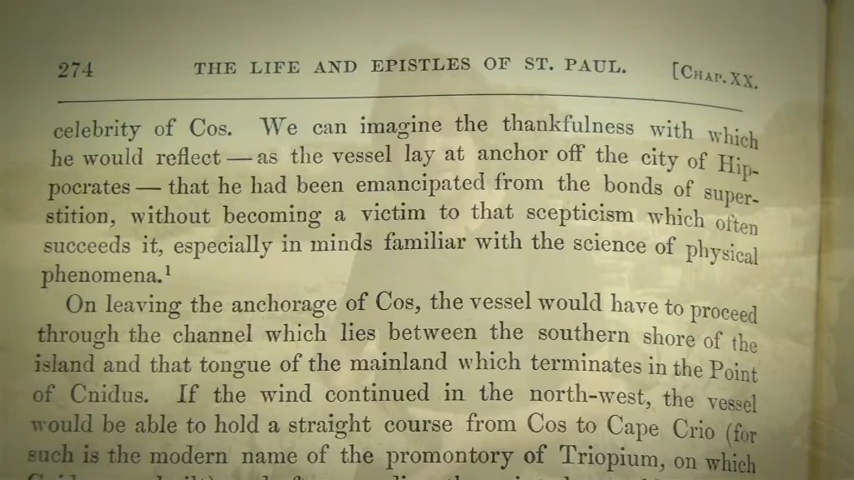 274 THE LIFE AND EPISTLES OF ST. PAUL. [CHAP. XX.
celebrity of Cos. We can imagine the thankfulness with which
he would reflect — as the vessel lay at anchor off the city of Hip-
pocrates — that he had been emancipated from the bonds of super-
stition, without becoming a victim to that scepticism which often
succeeds it, especially in minds familiar with the science of physical
phenomena.¹
On leaving the anchorage of Cos, the vessel would have to proceed
through the channel which lies between the southern shore of the
island and that tongue of the mainland which terminates in the Point
of Cnidus. If the wind continued in the north-west, the vessel
would be able to hold a straight course from Cos to Cape Crio (for
such is the modern name of the promontory of Triopium, on which